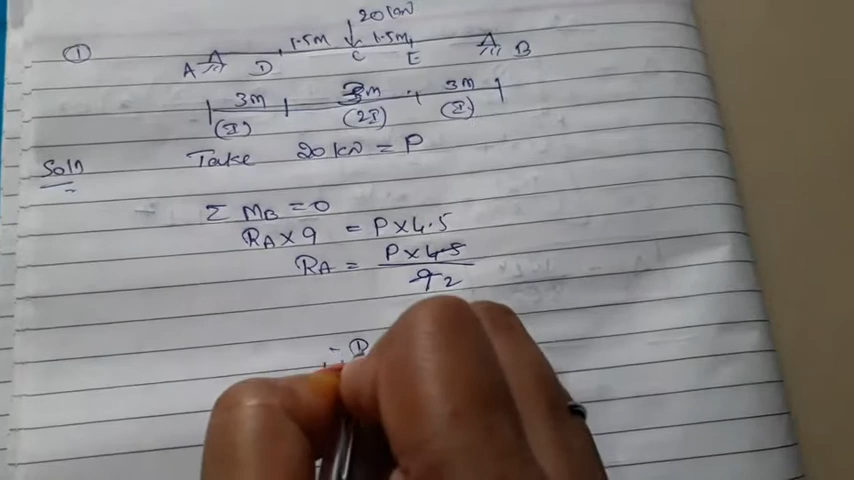 ① 20 kN
1.5m 1.5m
A D C E B
3m 3m 3m
(I) (2I) (I)
Soln Take 20 kN = P
Σ MB = 0
RA × 9 = P × 4.5
RA = P × 4.5
9 2